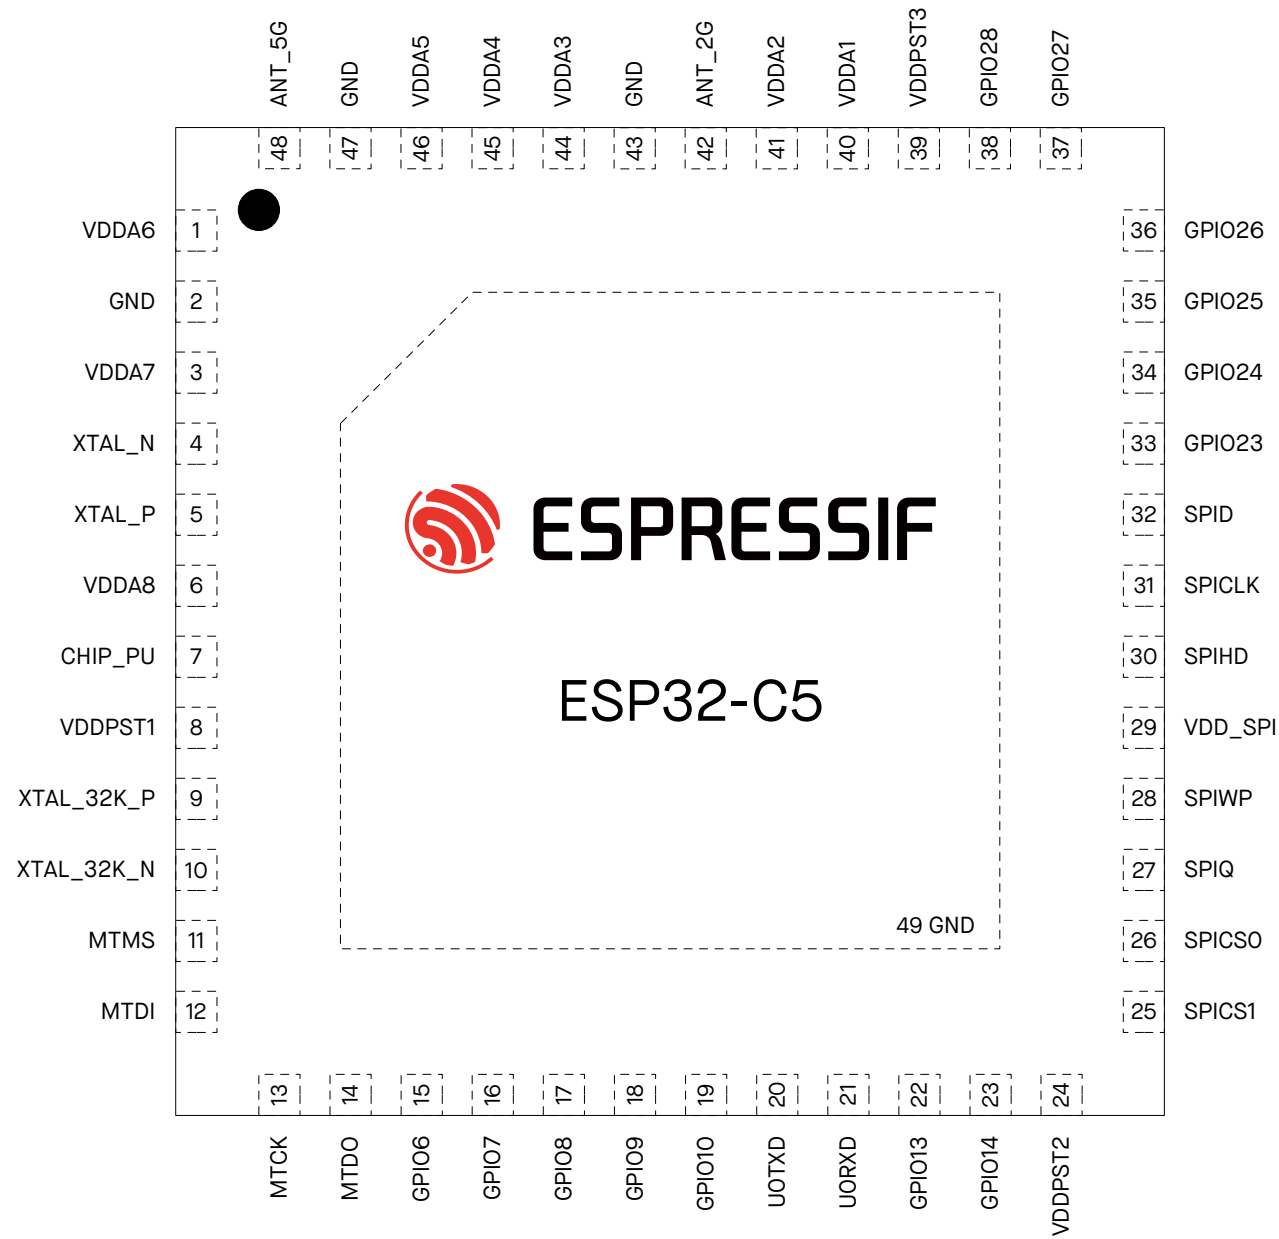 ANT_5G GND VDDA5 VDDA4 VDDA3 GND ANT_2G VDDA2 VDDA1 VDDPST3 GPIO28 GPIO27
48 47 46 45 44 43 42 41 40 39 38 37
VDDA6 1 36 GPIO26
GND 2 35 GPIO25
VDDA7 3 34 GPIO24
XTAL_N 4 33 GPIO23
XTAL_P 5 32 SPID
ESPRESSIF
VDDA8 6 31 SPICLK
CHIP_PU 7 30 SPIHD
ESP32-C5
VDDPST1 8 29 VDD_SPI
XTAL_32K_P 9 28 SPIWP
XTAL_32K_N 10 27 SPIQ
49 GND
MTMS 11 26 SPICS0
MTDI 12 25 SPICS1
13 14 15 16 17 18 19 20 21 22 23 24
MTCK MTDO GPIO6 GPIO7 GPIO8 GPIO9 GPIO10 U0TXD U0RXD GPIO13 GPIO14 VDDPST2